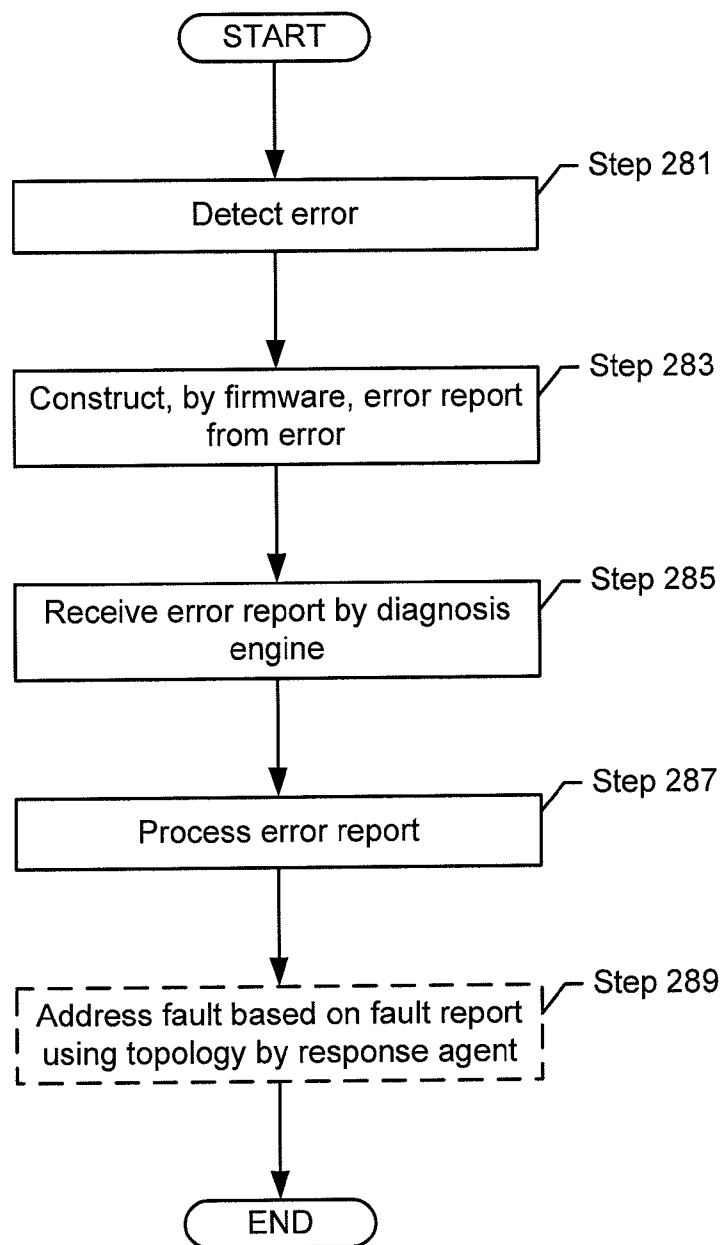 START
Step 281
Detect error
Step 283
Construct, by firmware, error report
from error
Step 285
Receive error report by diagnosis
engine
Step 287
Process error report
Step 289
Address fault based on fault report
using topology by response agent
END